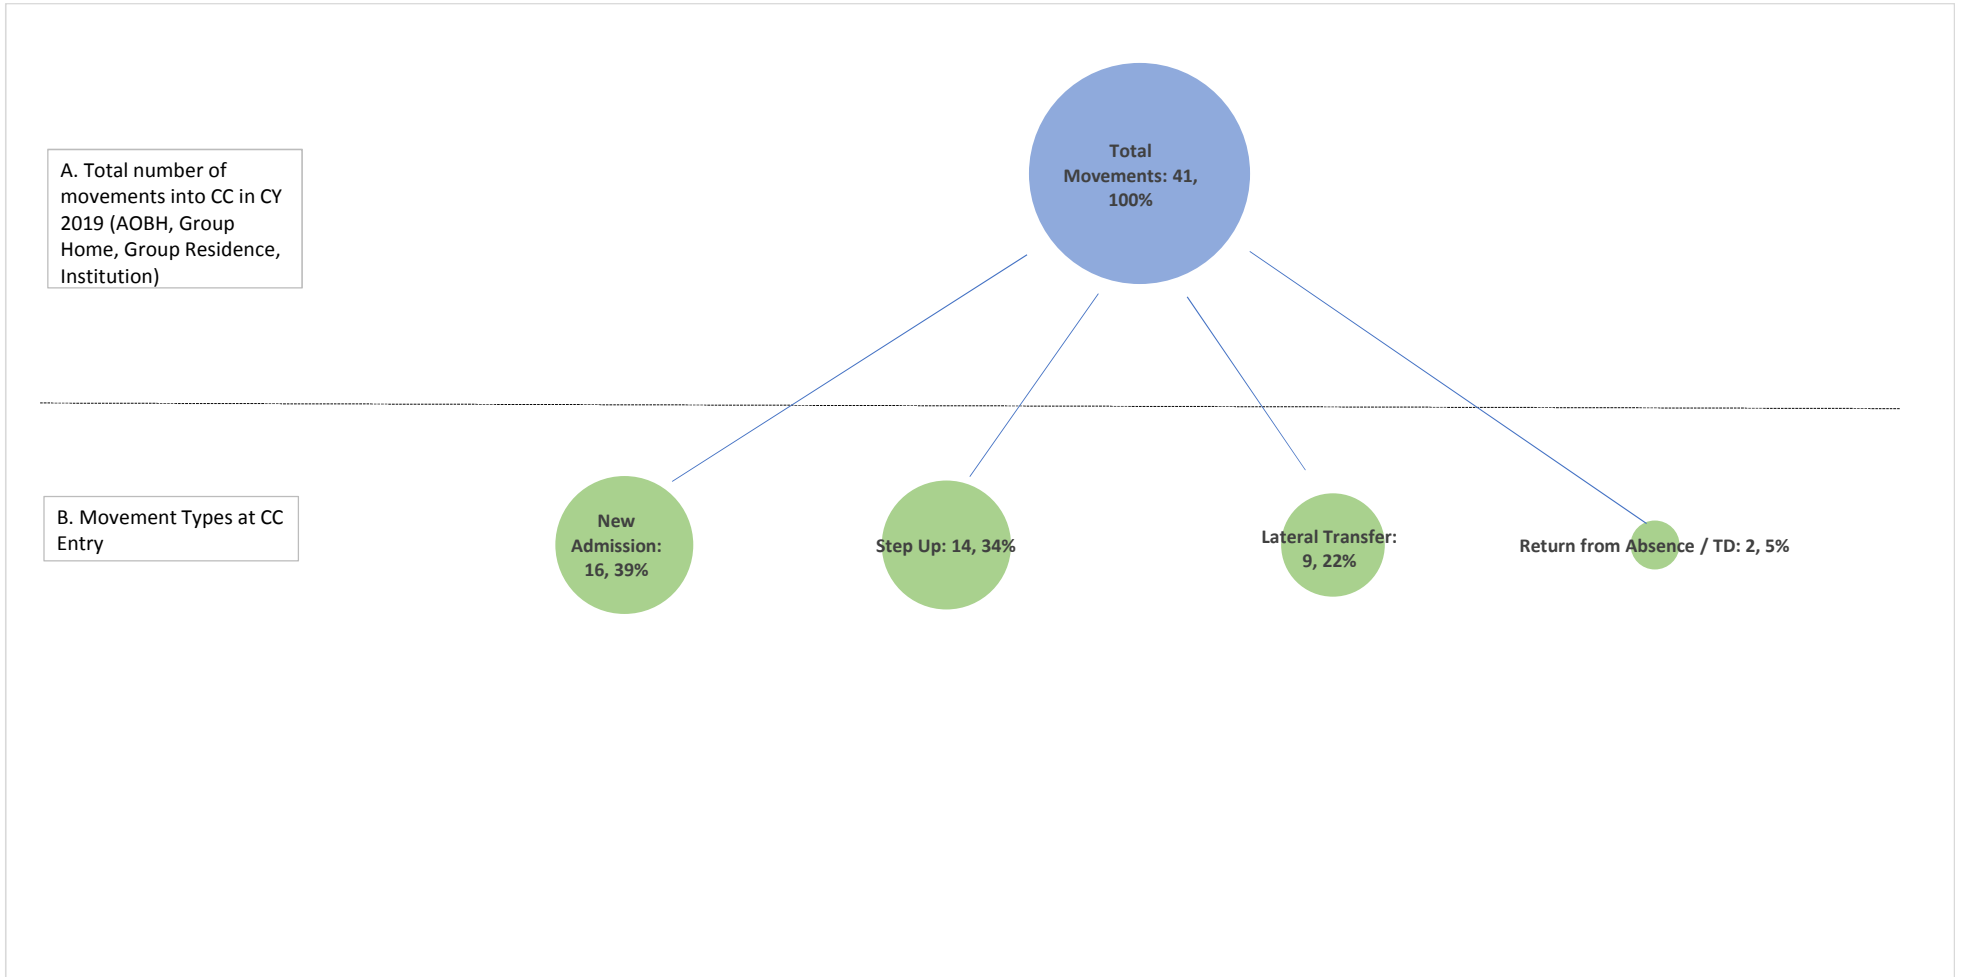 Total
Movements: 41,
100%
A. Total number of
movements into CC in CY
2019 (AOBH, Group
Home, Group Residence,
Institution)
B. Movement Types at CC
Entry
New
Admission:
16, 39%
Step Up: 14, 34%
Lateral Transfer:
9, 22%
Return from Absence / TD: 2, 5%